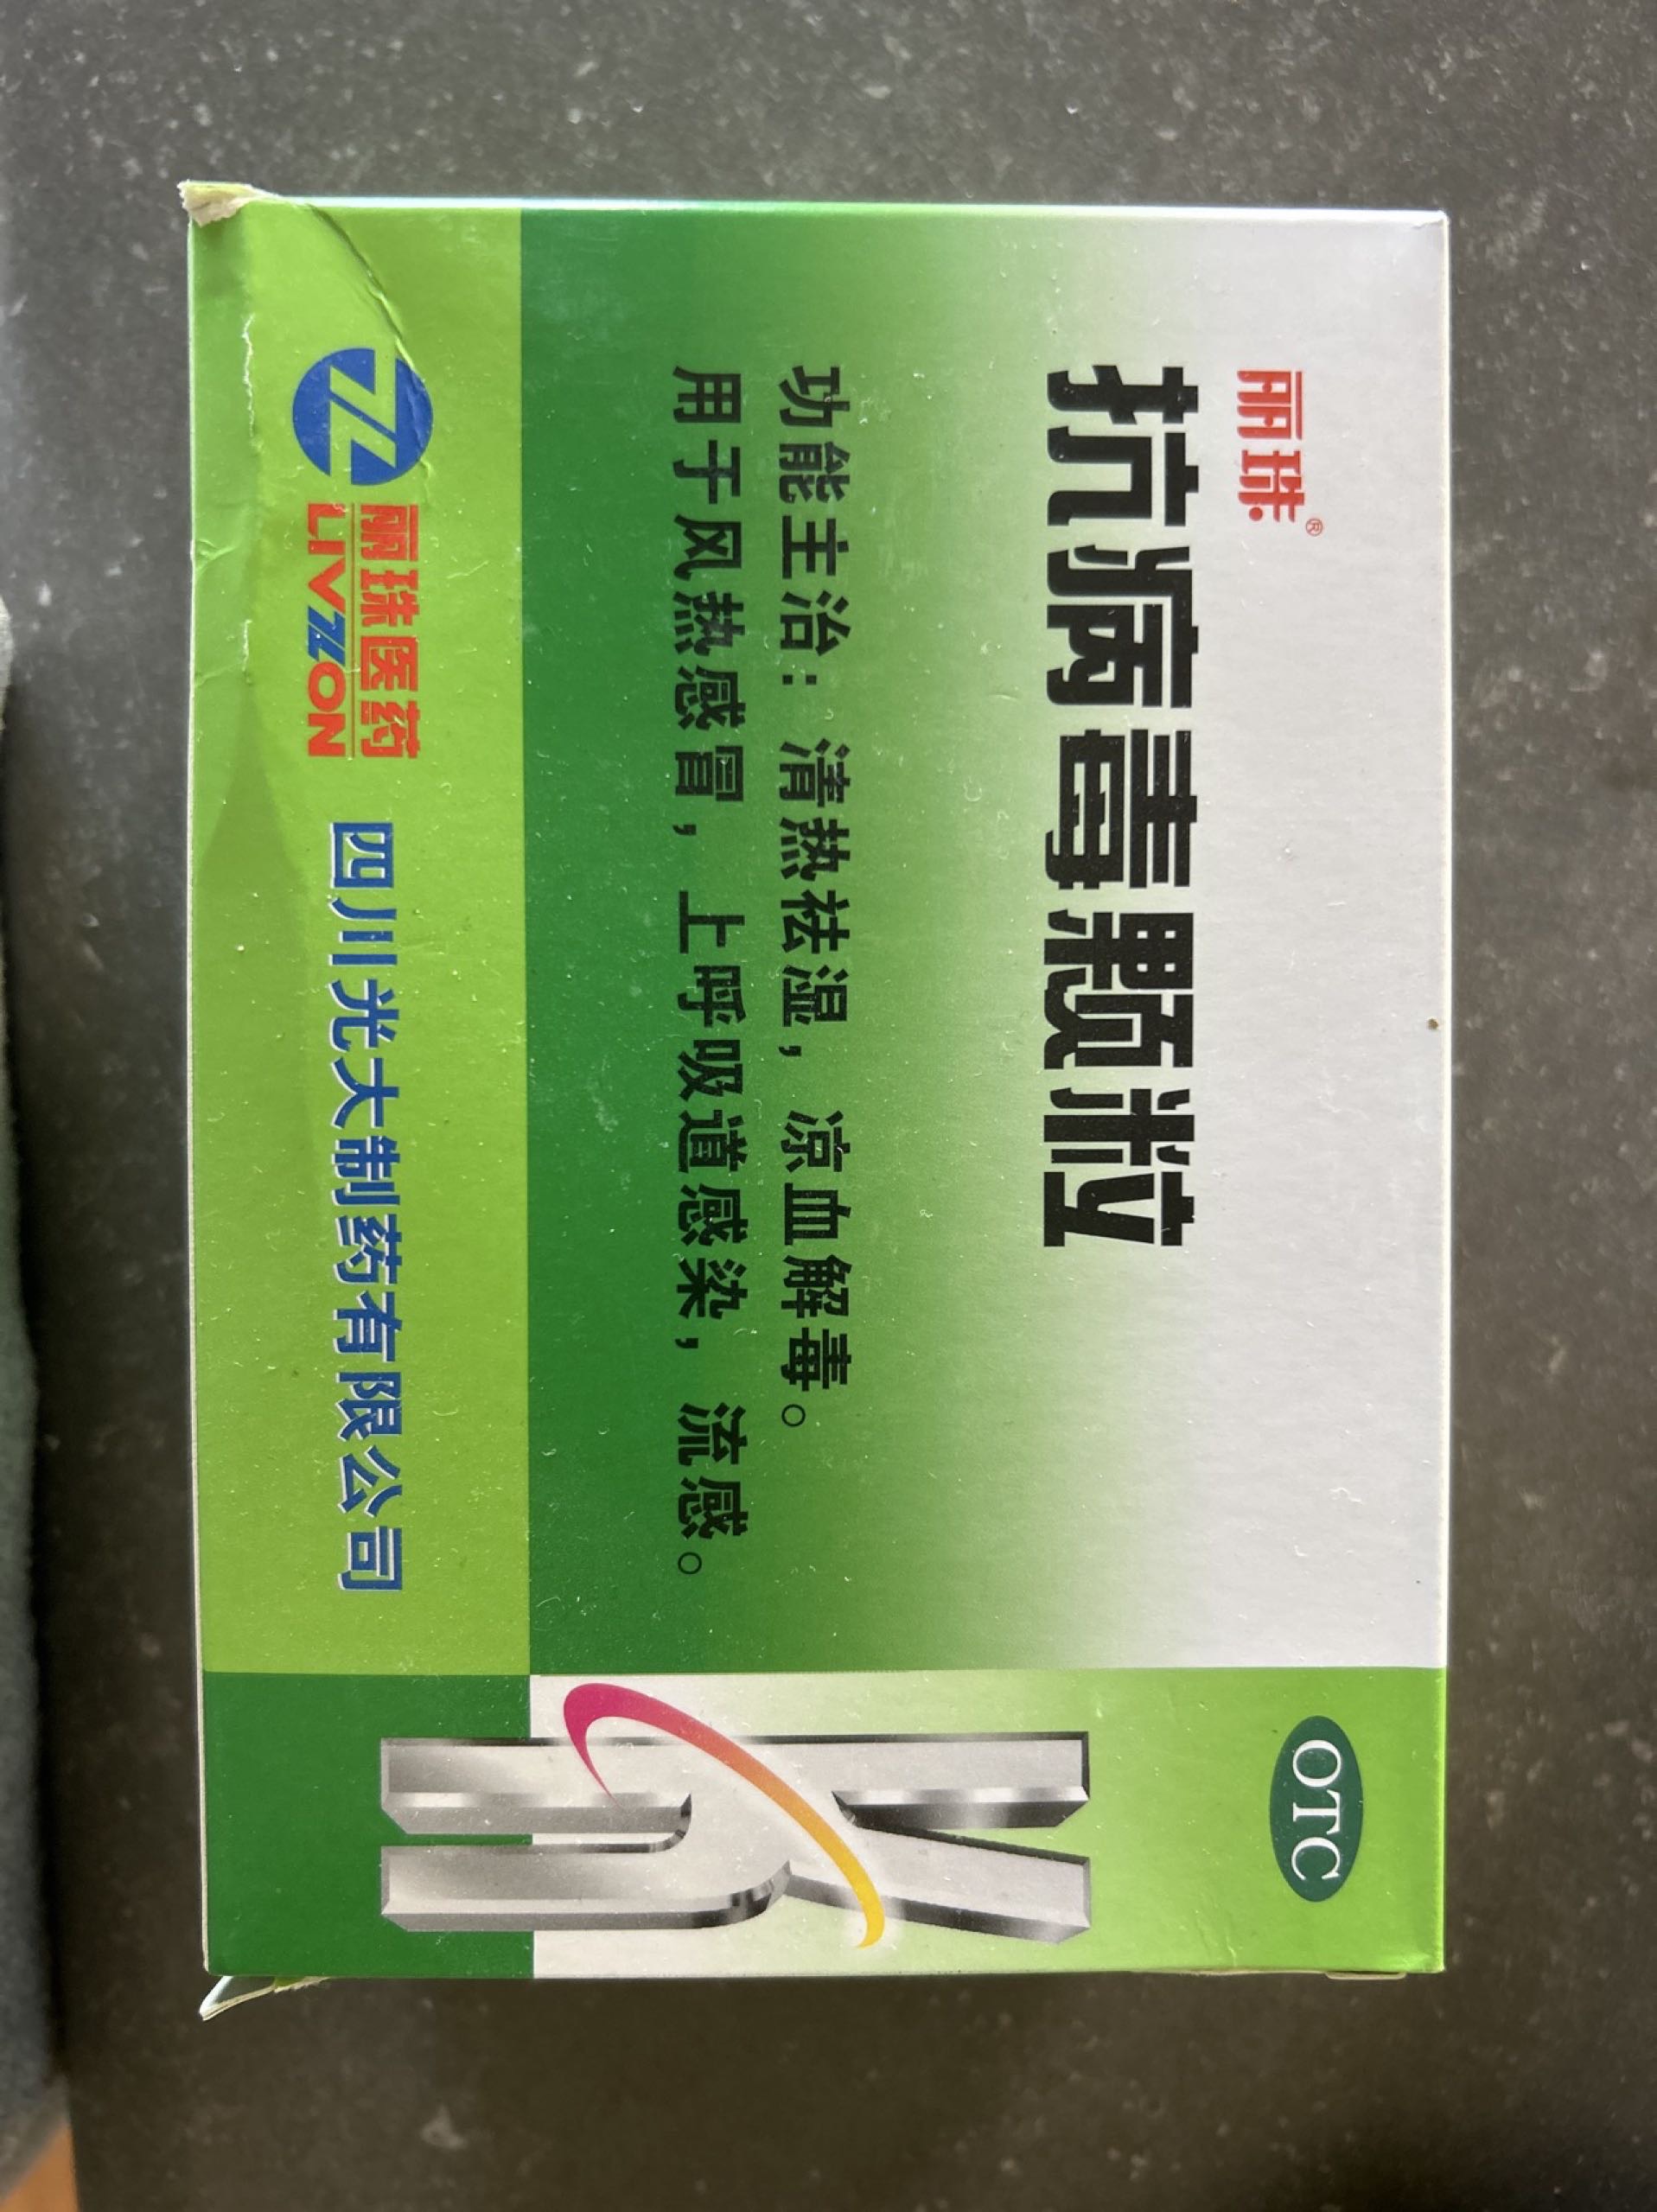 丽珠®
抗病毒颗粒
功能主治：清热祛湿，凉血解毒。
用于风热感冒，上呼吸道感染，流感。
丽珠医药
LIVZON
四川光大制药有限公司
OTC